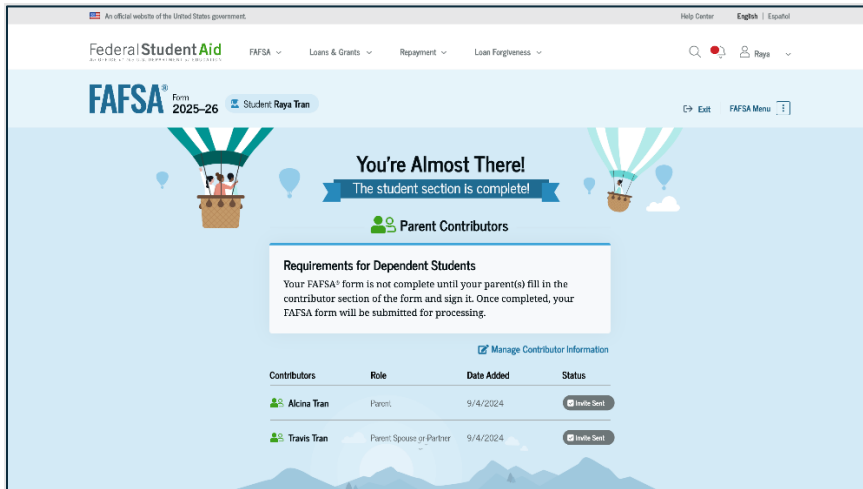 An official website of the United States government.
Help Center English | Español
Federal Student Aid
FAFSA Loans & Grants Repayment Loan Forgiveness
Raya
FAFSA® Form 2025–26
Student Raya Tran
Exit FAFSA Menu
You're Almost There!
The student section is complete!
Parent Contributors
Requirements for Dependent Students
Your FAFSA® form is not complete until your parent(s) fill in the
contributor section of the form and sign it. Once completed, your
FAFSA form will be submitted for processing.
Manage Contributor Information
Contributors Role Date Added Status
Alcina Tran Parent 9/4/2024 Invite Sent
Travis Tran Parent Spouse or Partner 9/4/2024 Invite Sent